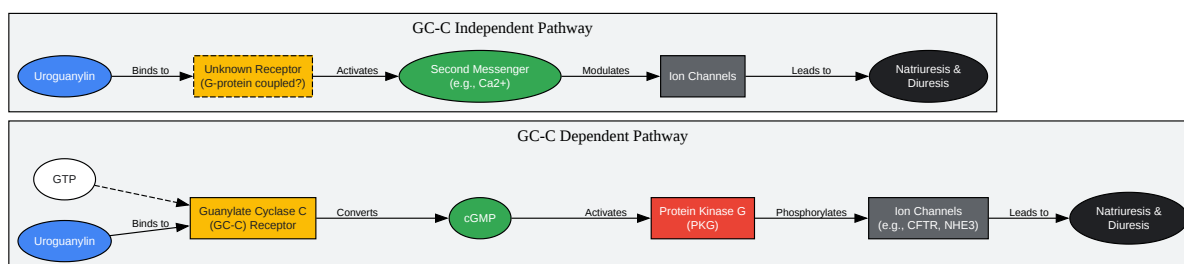 GC-C Independent Pathway
Uroguanylin
Binds to
Unknown Receptor
(G-protein coupled?)
Activates
Second Messenger
(e.g., Ca2+)
Modulates
Ion Channels
Leads to
Natriuresis &
Diuresis
GC-C Dependent Pathway
GTP
Uroguanylin
Binds to
Guanylate Cyclase C
(GC-C) Receptor
Converts
cGMP
Activates
Protein Kinase G
(PKG)
Phosphorylates
Ion Channels
(e.g., CFTR, NHE3)
Leads to
Natriuresis &
Diuresis